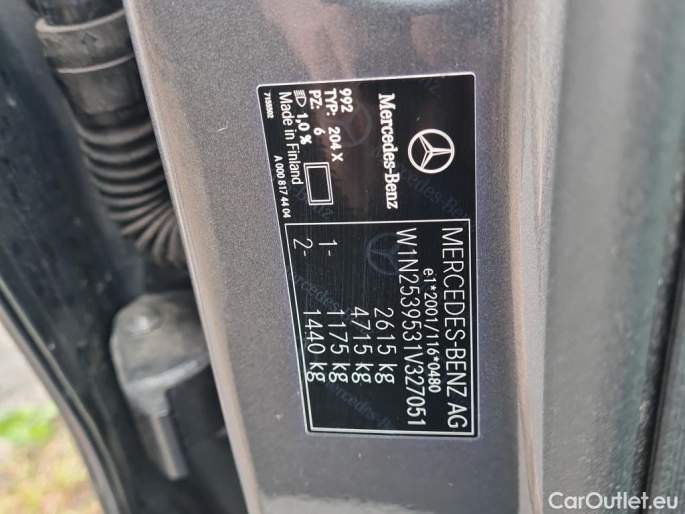 MERCEDES-BENZ AG
e1*2001/116*0480
W1N2539531V327051
2615 kg
4715 kg
1- 1175 kg
2- 1440 kg
Mercedes-Benz
992
TYP: 204 X
PZ: 6
1,0 %
Made in Finland
A 000 817 44 04
7158502
CarOutlet.eu